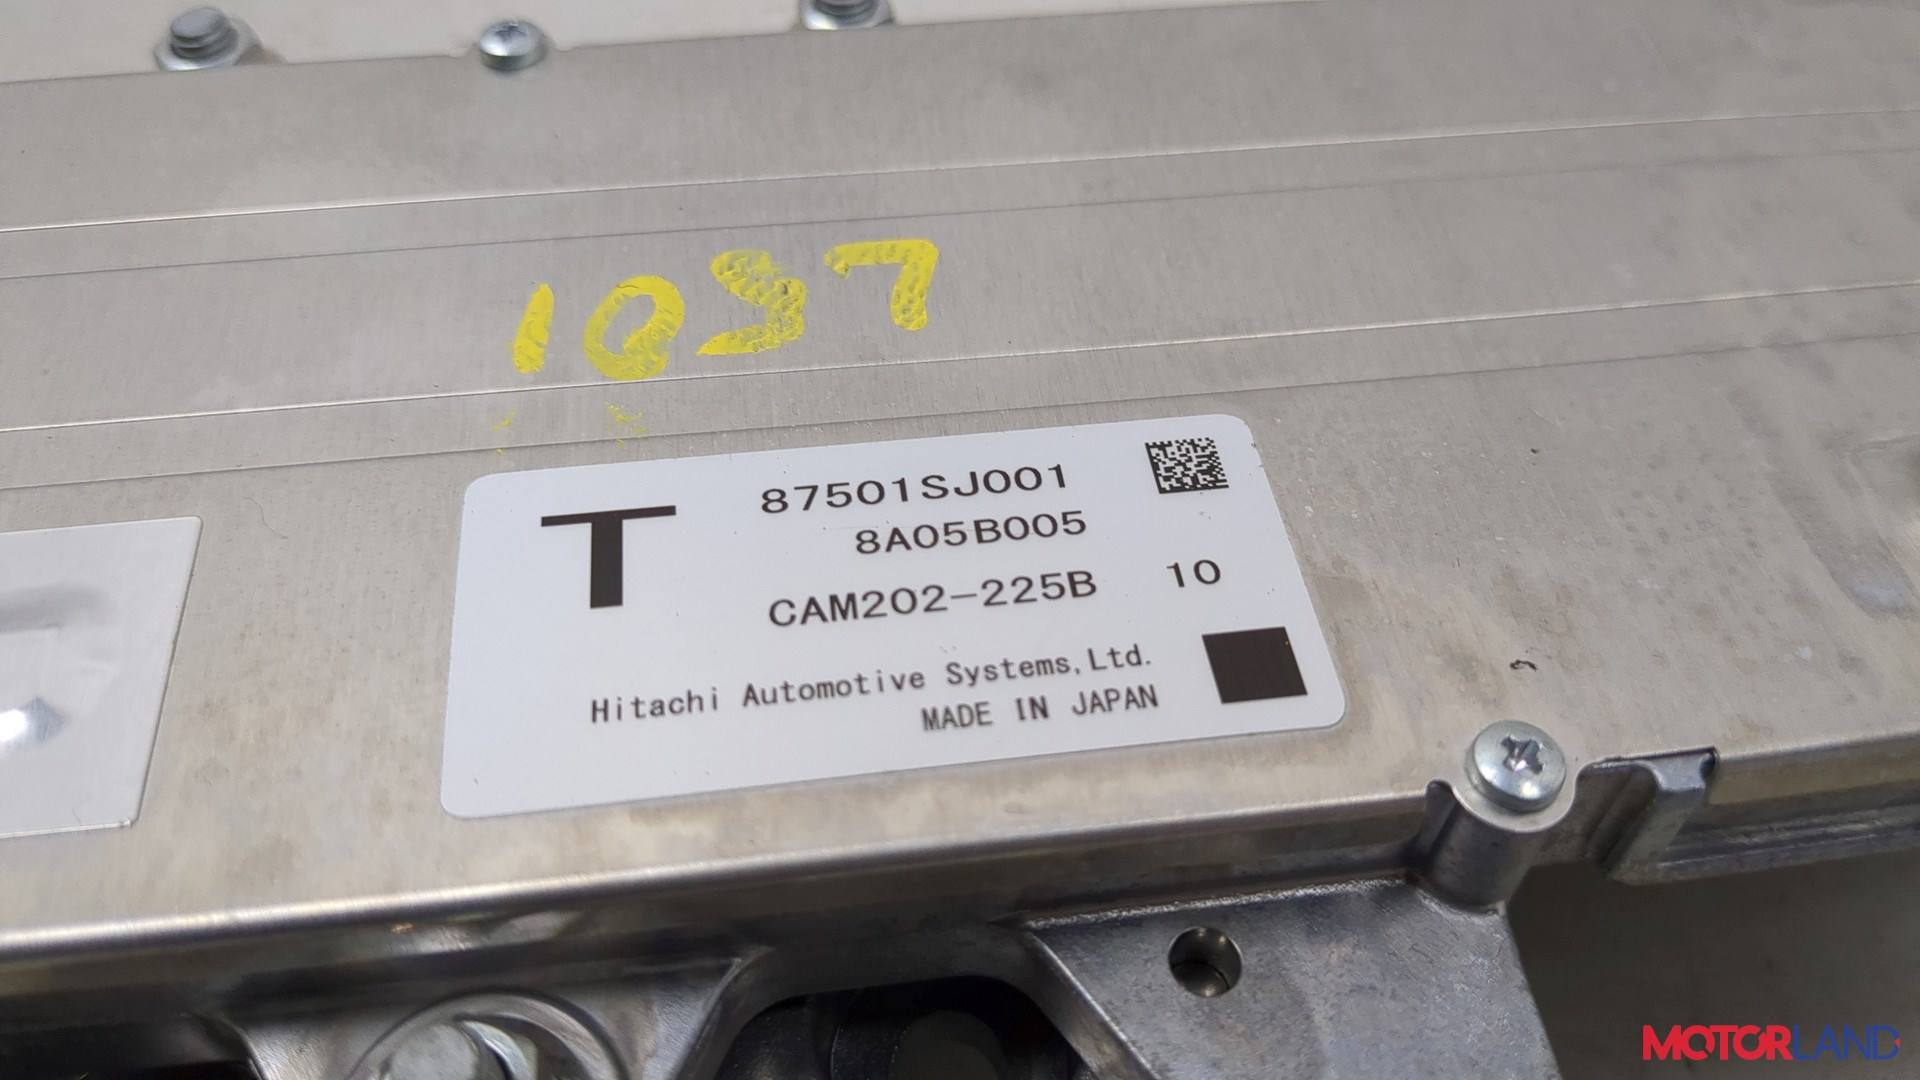 1037
T
87501SJ001
8A05B005
CAM202-225B 10
Hitachi Automotive Systems,Ltd.
MADE IN JAPAN
MOTORLAND